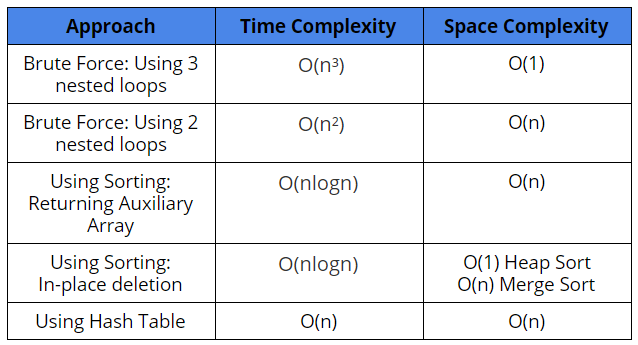 Approach
Time Complexity
Space Complexity
Brute Force: Using 3
nested loops
O(n³)
O(1)
Brute Force: Using 2
nested loops
O(n²)
O(n)
Using Sorting:
Returning Auxiliary
Array
O(nlogn)
O(n)
Using Sorting:
In-place deletion
O(nlogn)
O(1) Heap Sort
O(n) Merge Sort
Using Hash Table
O(n)
O(n)